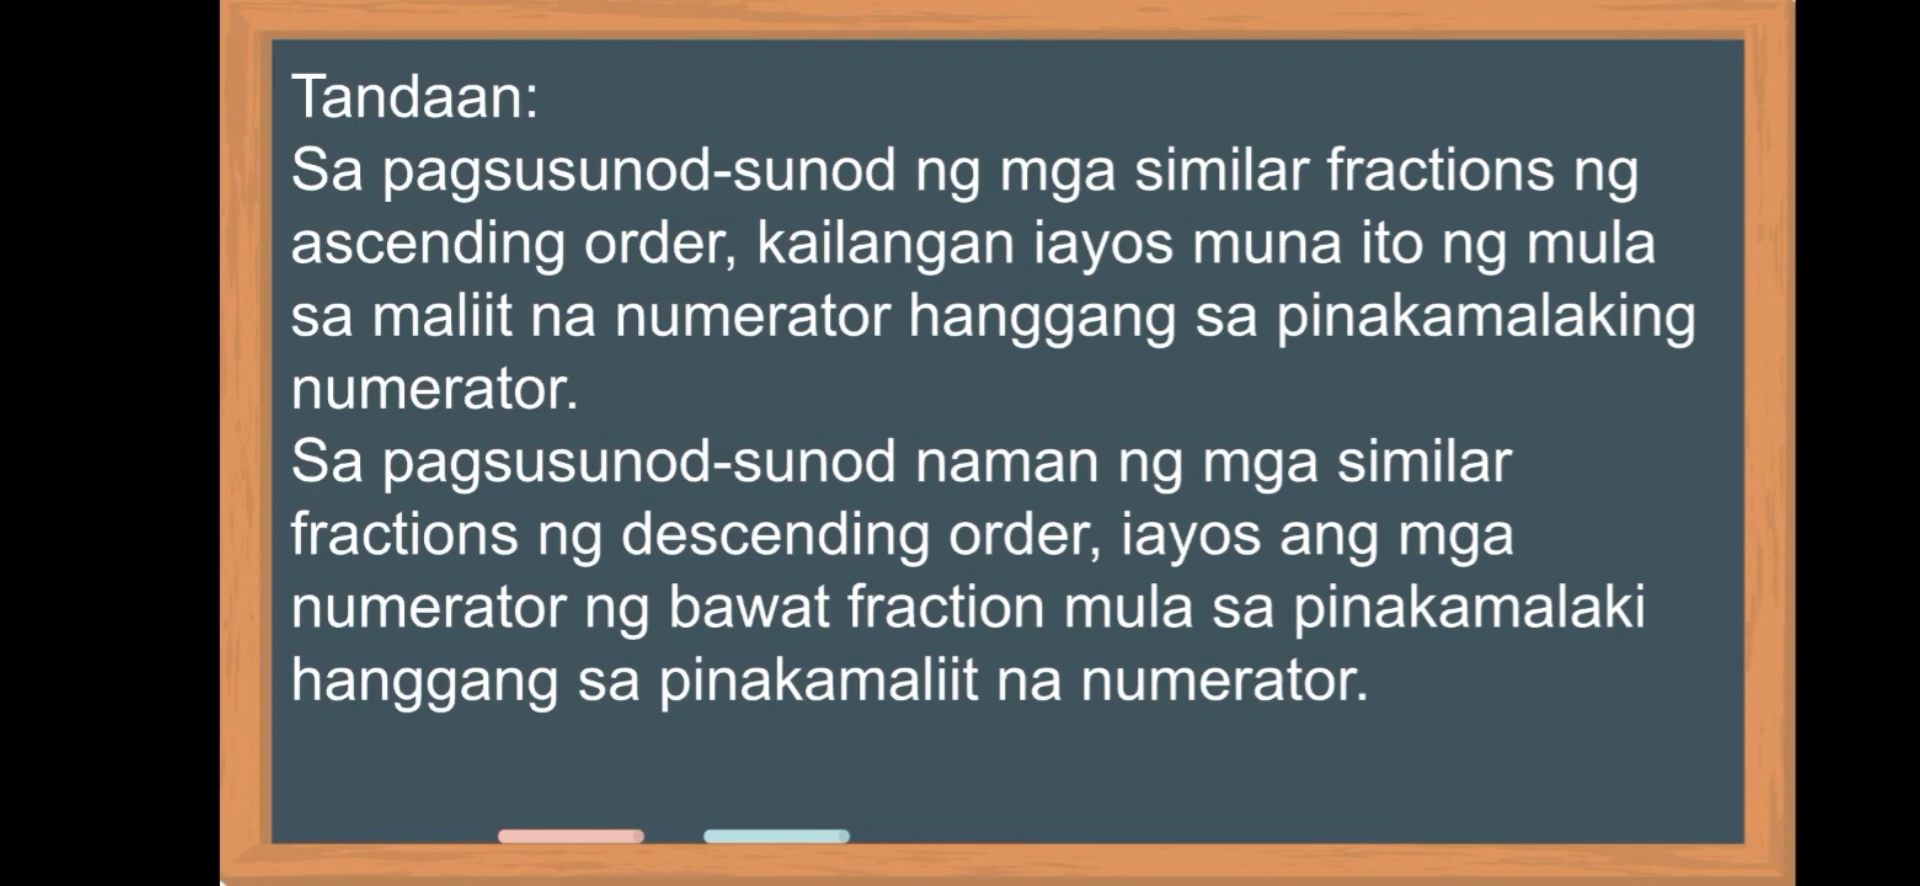 Tandaan:
Sa pagsusunod-sunod ng mga similar fractions ng
ascending order, kailangan iayos muna ito ng mula
sa maliit na numerator hanggang sa pinakamalaking
numerator.
Sa pagsusunod-sunod naman ng mga similar
fractions ng descending order, iayos ang mga
numerator ng bawat fraction mula sa pinakamalaki
hanggang sa pinakamaliit na numerator.